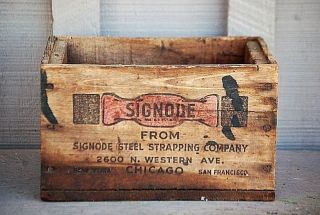 SIGNODE
FROM
SIGNODE STEEL STRAPPING COMPANY
2600 N. WESTERN AVE.
NEW YORK CHICAGO SAN FRANCISCO